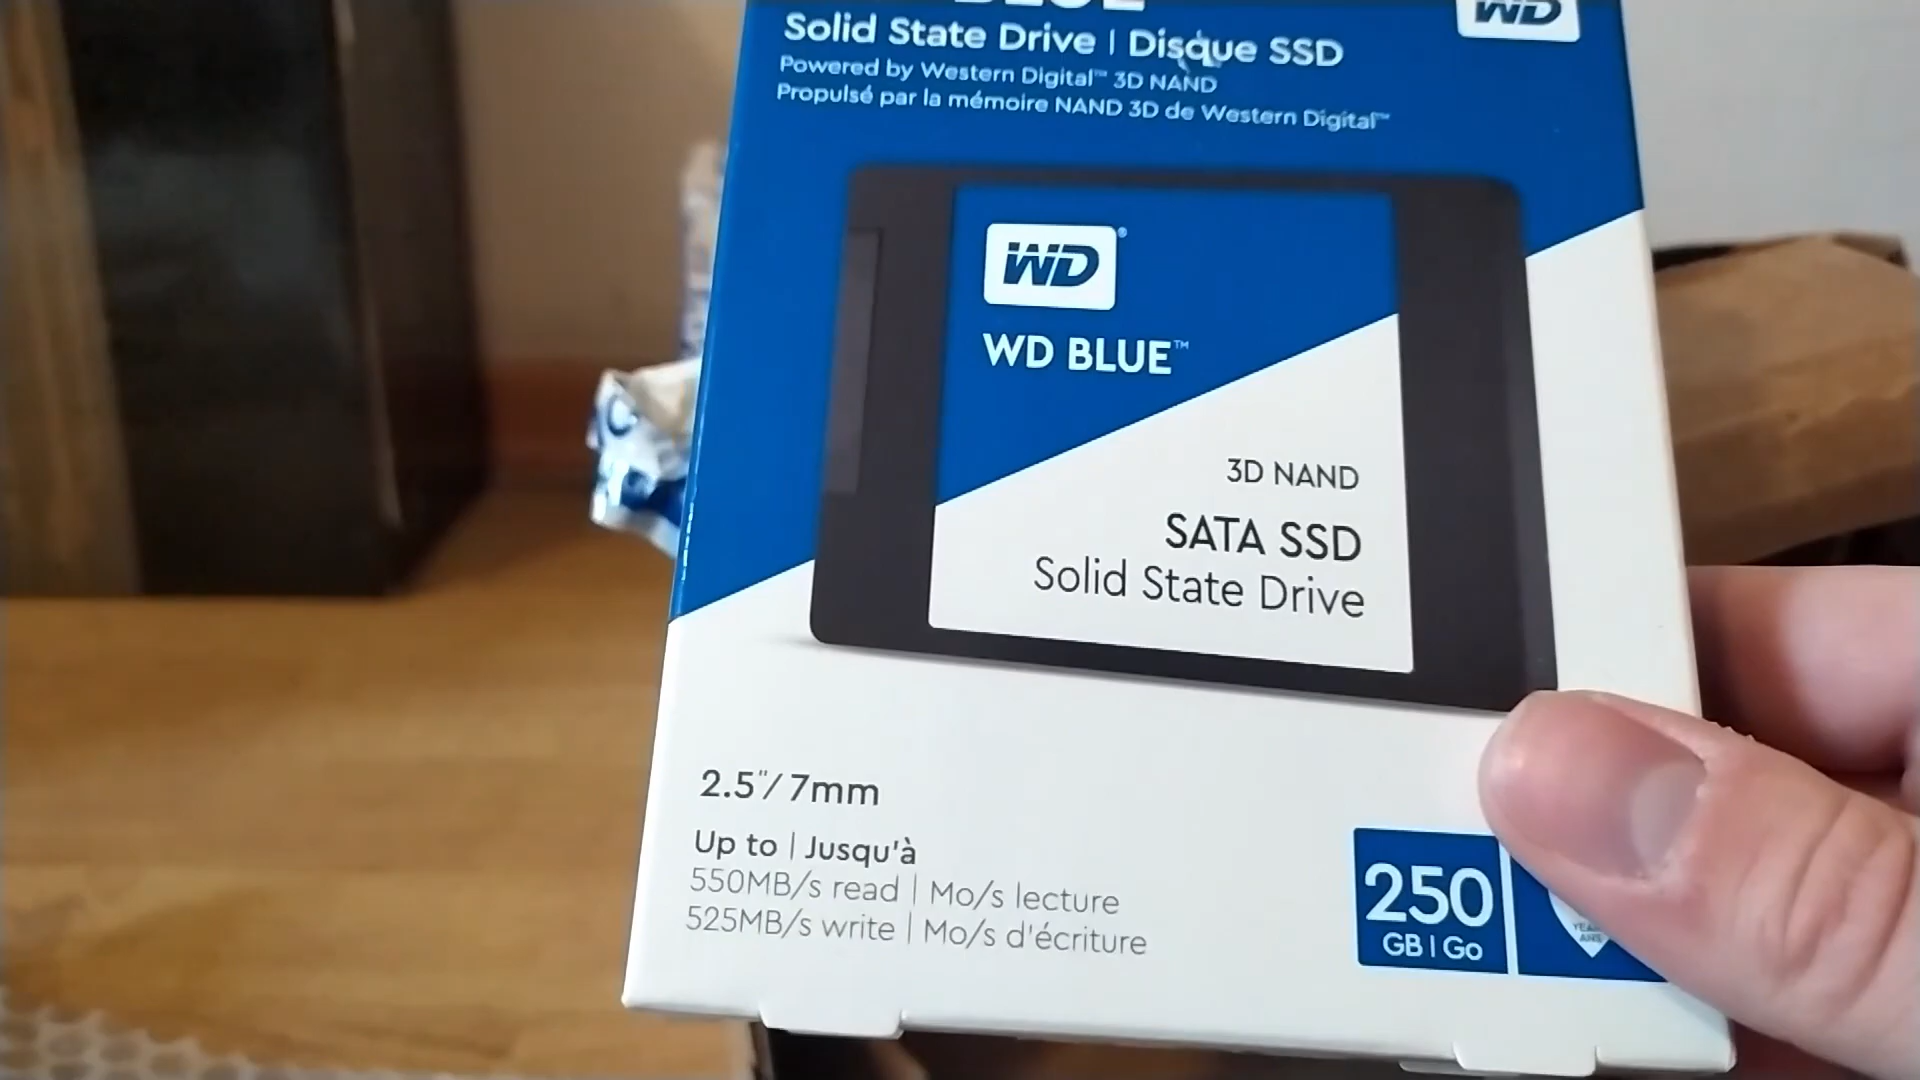 BLUE
WD
Solid State Drive | Disque SSD
Powered by Western Digital™ 3D NAND
Propulsé par la mémoire NAND 3D de Western Digital™
WD®
WD BLUE™
3D NAND
SATA SSD
Solid State Drive
2.5"/7mm
Up to | Jusqu'à
550MB/s read | Mo/s lecture
525MB/s write | Mo/s d'écriture
250
GB | Go
ANS